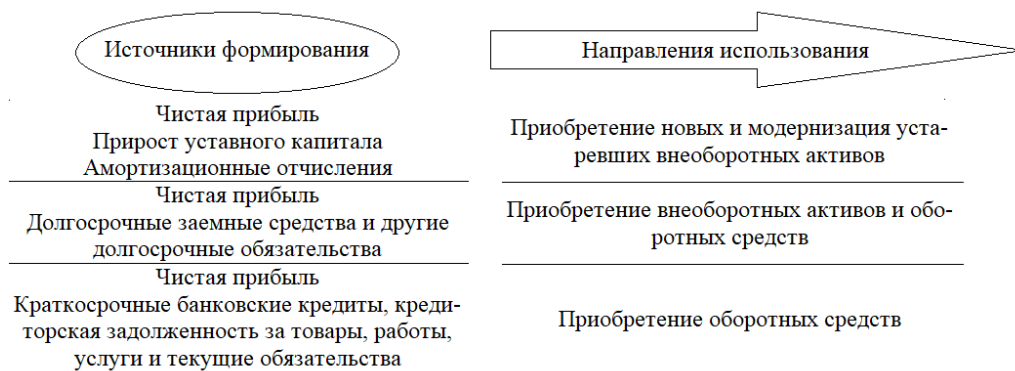 Источники формирования
Направления использования
Чистая прибыль
Прирост уставного капитала
Амортизационные отчисления
Приобретение новых и модернизация уста-
ревших внеоборотных активов
Чистая прибыль
Долгосрочные заемные средства и другие
долгосрочные обязательства
Приобретение внеоборотных активов и обо-
ротных средств
Чистая прибыль
Краткосрочные банковские кредиты, креди-
торская задолженность за товары, работы,
услуги и текущие обязательства
Приобретение оборотных средств